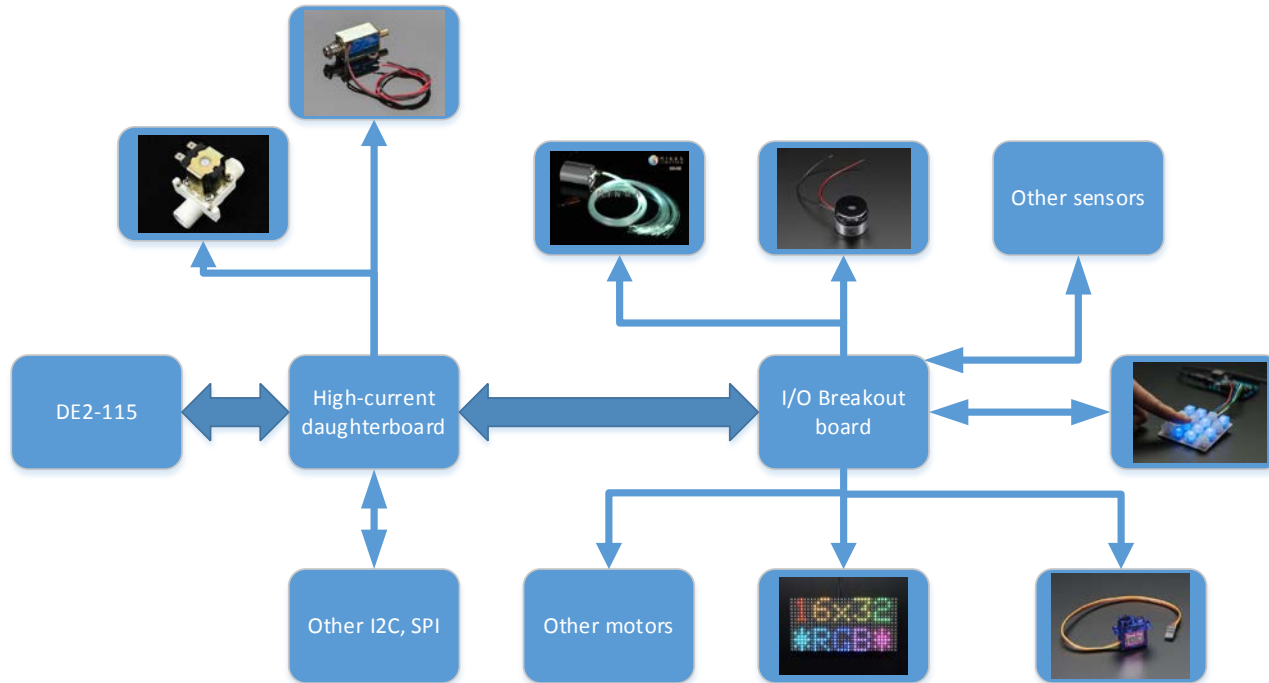 Other sensors
DE2-115
High-current
daughterboard
I/O Breakout
board
Other I2C, SPI
Other motors
16x32
*RGB*